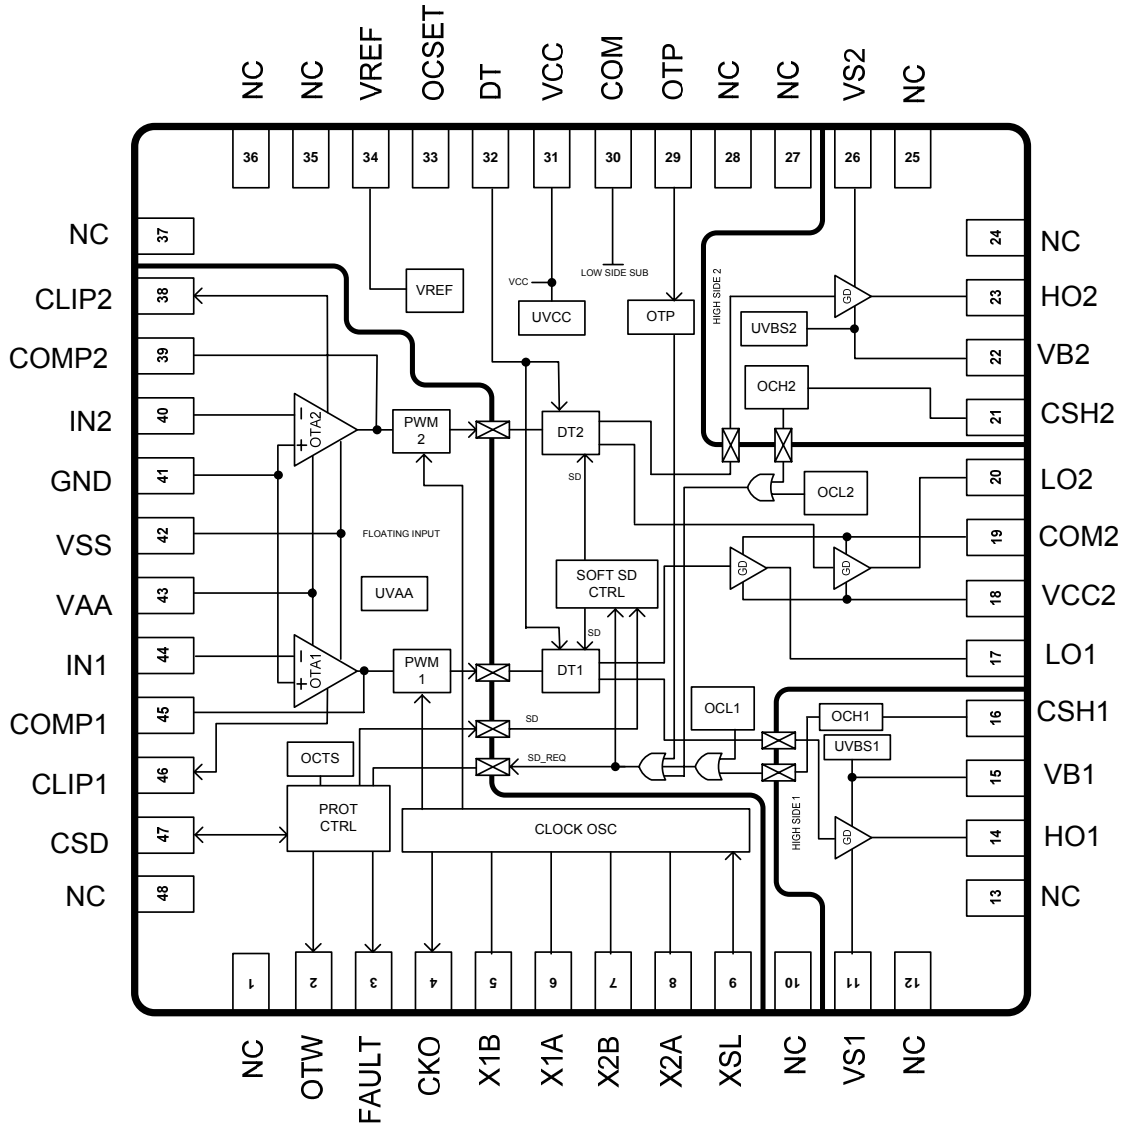 NC
NC
VREF
OCSET
DT
VCC
COM
OTP
NC
NC
VS2
NC
36
35
34
33
32
31
30
29
28
27
26
25
NC
37
24
NC
CLIP2
38
VREF
VCC
LOW SIDE SUB
UVCC
OTP
HIGH SIDE 2
GD
23
HO2
UVBS2
COMP2
39
22
VB2
OCH2
IN2
40
OTA2
PWM
2
DT2
21
CSH2
GND
41
SD
OCL2
20
LO2
VSS
42
FLOATING INPUT
19
COM2
GD
GD
SOFT SD
CTRL
VAA
43
UVAA
18
VCC2
SD
IN1
44
OTA1
PWM
1
DT1
17
LO1
COMP1
45
SD
OCL1
OCH1
16
CSH1
UVBS1
CLIP1
46
OCTS
SD_REQ
15
VB1
PROT
CTRL
CLOCK OSC
HIGH SIDE 1
GD
CSD
47
14
HO1
NC
48
13
NC
1
2
3
4
5
6
7
8
9
10
11
12
NC
OTW
FAULT
CKO
X1B
X1A
X2B
X2A
XSL
NC
VS1
NC